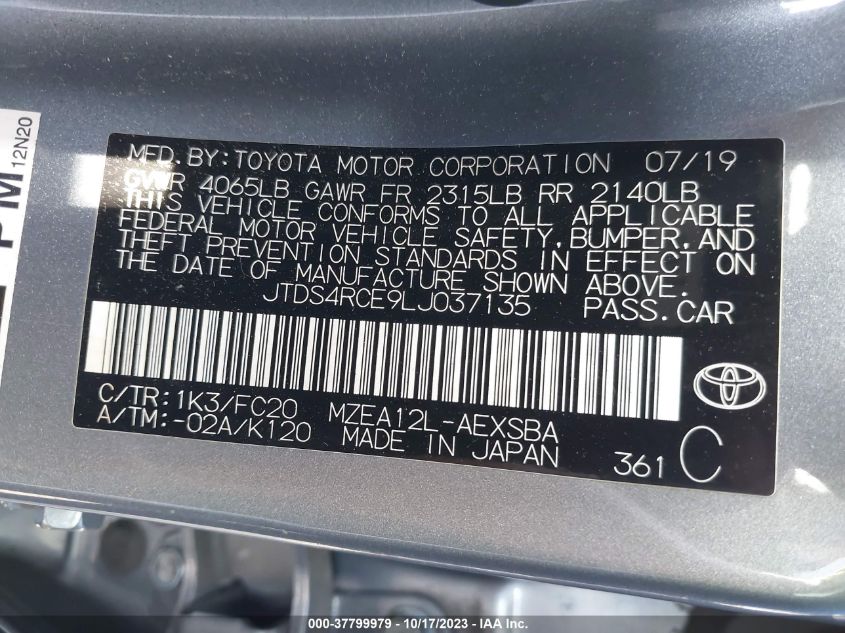 PM
12N20
MFD.BY:TOYOTA MOTOR CORPORATION 07/19
GVWR 4065LB GAWR FR 2315LB RR 2140LB
THIS VEHICLE CONFORMS TO ALL APPLICABLE
FEDERAL MOTOR VEHICLE SAFETY,BUMPER,AND
THEFT PREVENTION STANDARDS IN EFFECT ON
THE DATE OF MANUFACTURE SHOWN ABOVE.
JTDS4RCE9LJ037135 PASS.CAR
C/TR:1K3/FC20 MZEA12L-AEXSBA
A/TM:-02A/K120 MADE IN JAPAN 361 C
000-37799979 - 10/17/2023 - IAA Inc.